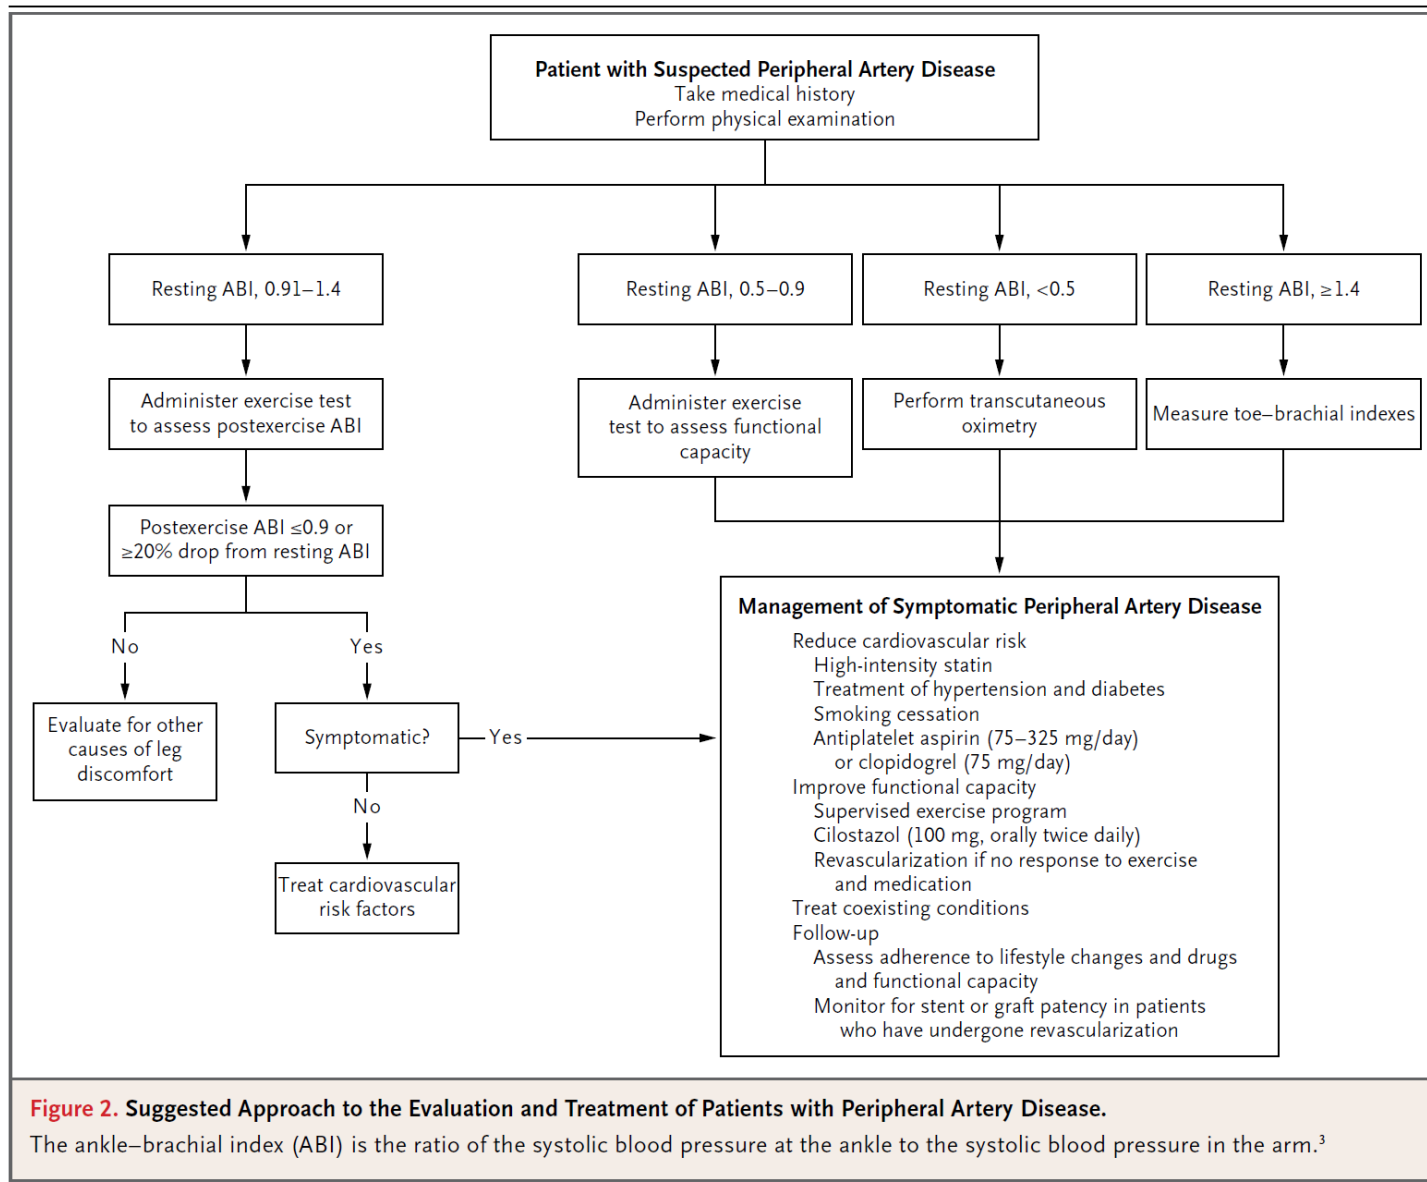 Patient with Suspected Peripheral Artery Disease
Take medical history
Perform physical examination
Resting ABI, 0.91–1.4
Resting ABI, 0.5–0.9
Resting ABI, <0.5
Resting ABI, ≥1.4
Administer exercise test
to assess postexercise ABI
Administer exercise
test to assess functional
capacity
Perform transcutaneous
oximetry
Measure toe–brachial indexes
Postexercise ABI ≤0.9 or
≥20% drop from resting ABI
No
Yes
Evaluate for other
causes of leg
discomfort
Symptomatic?
Yes
No
Treat cardiovascular
risk factors
Management of Symptomatic Peripheral Artery Disease
Reduce cardiovascular risk
High-intensity statin
Treatment of hypertension and diabetes
Smoking cessation
Antiplatelet aspirin (75–325 mg/day)
or clopidogrel (75 mg/day)
Improve functional capacity
Supervised exercise program
Cilostazol (100 mg, orally twice daily)
Revascularization if no response to exercise
and medication
Treat coexisting conditions
Follow-up
Assess adherence to lifestyle changes and drugs
and functional capacity
Monitor for stent or graft patency in patients
who have undergone revascularization
Figure 2. Suggested Approach to the Evaluation and Treatment of Patients with Peripheral Artery Disease.
The ankle–brachial index (ABI) is the ratio of the systolic blood pressure at the ankle to the systolic blood pressure in the arm.³